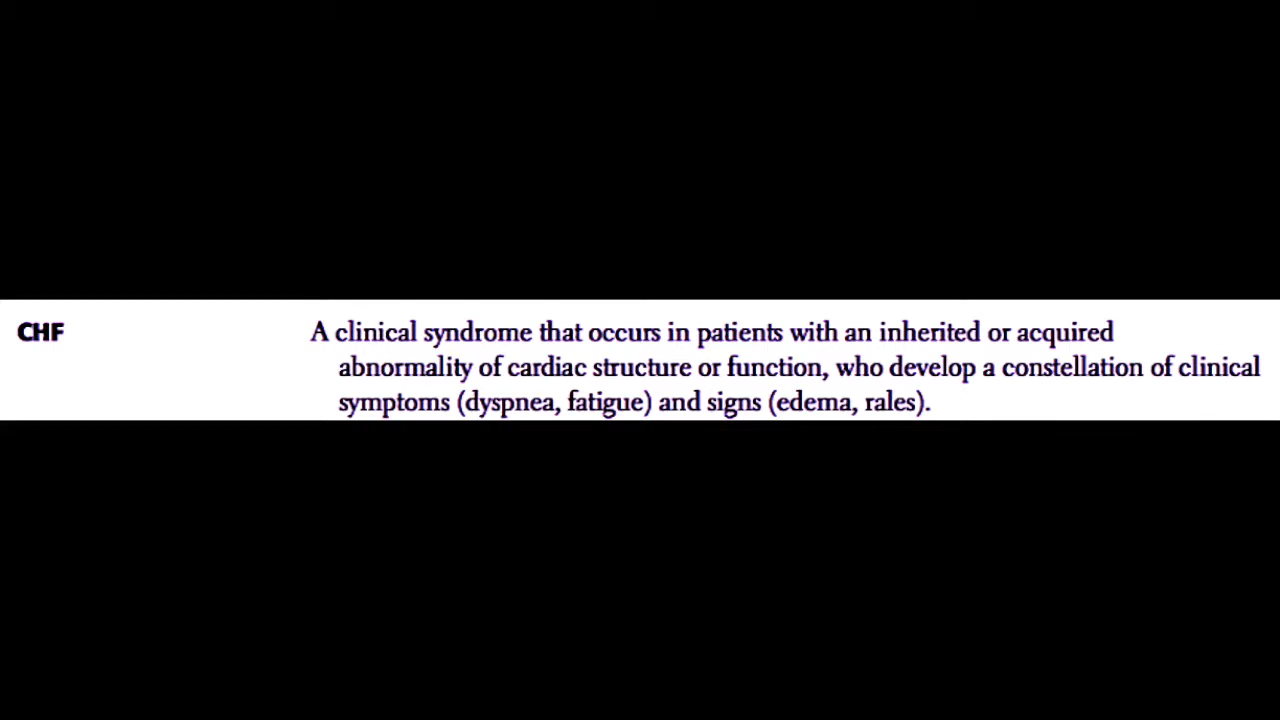 CHF A clinical syndrome that occurs in patients with an inherited or acquired
abnormality of cardiac structure or function, who develop a constellation of clinical
symptoms (dyspnea, fatigue) and signs (edema, rales).